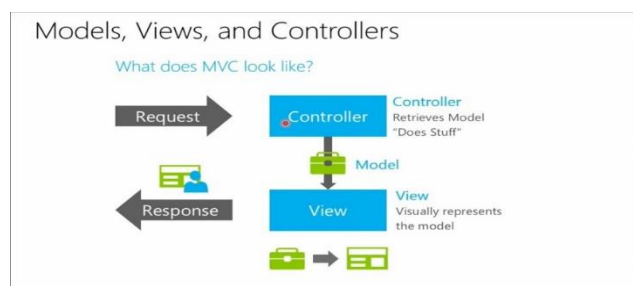 Models, Views, and Controllers
What does MVC look like?
Request
Controller
Controller
Retrieves Model
"Does Stuff"
Model
Response
View
View
Visually represents
the model